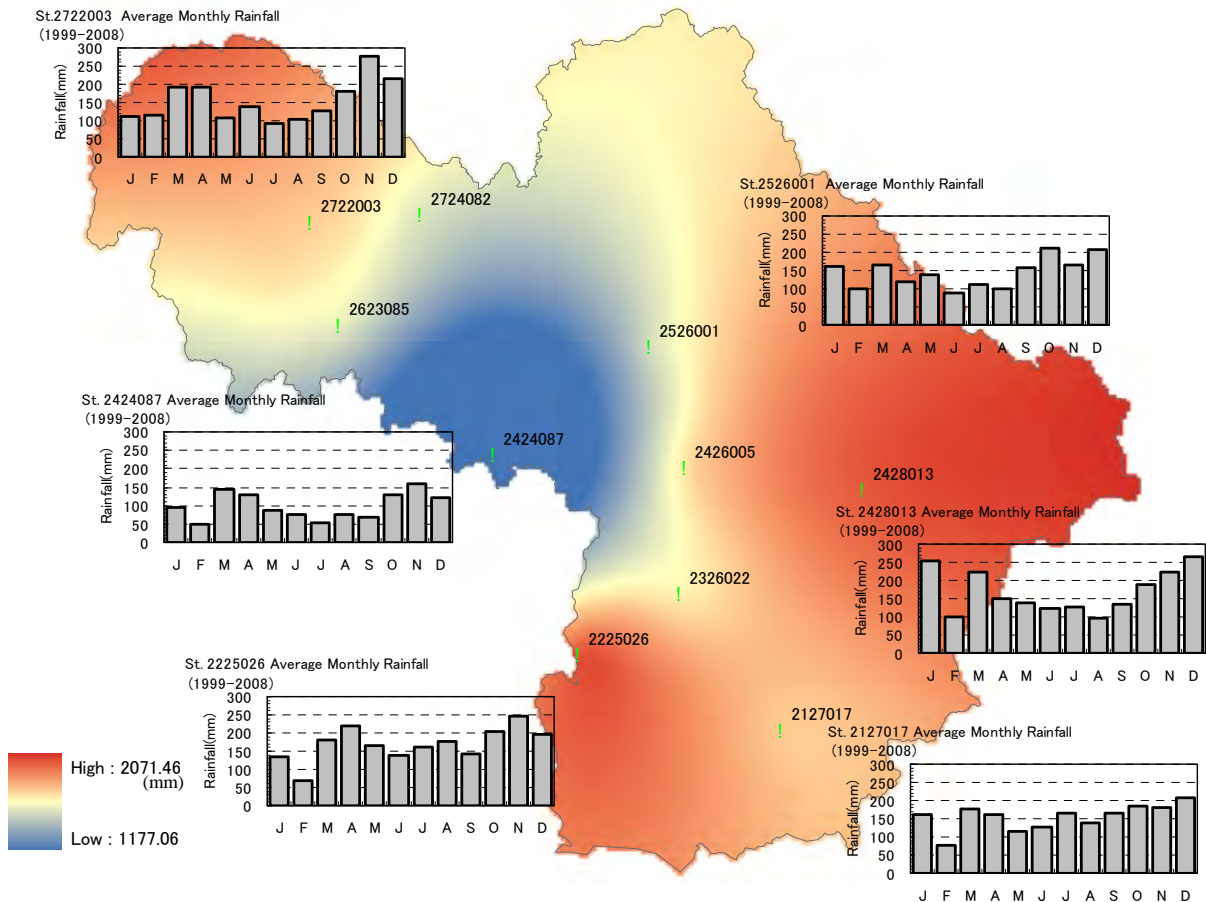 St.2722003 Average Monthly Rainfall
(1999-2008)
Rainfall(mm)
300
250
200
150
100
50
0
J F M A M J J A S O N D
2722003
2724082
St.2526001 Average Monthly Rainfall
(1999-2008)
Rainfall(mm)
300
250
200
150
100
50
0
J F M A M J J A S O N D
2623085
2526001
St. 2424087 Average Monthly Rainfall
(1999-2008)
Rainfall(mm)
300
250
200
150
100
50
0
J F M A M J J A S O N D
2424087
2426005
2428013
St. 2428013 Average Monthly Rainfall
(1999-2008)
Rainfall(mm)
300
250
200
150
100
50
0
J F M A M J J A S O N D
2326022
2225026
St. 2225026 Average Monthly Rainfall
(1999-2008)
Rainfall(mm)
300
250
200
150
100
50
0
J F M A M J J A S O N D
2127017
St. 2127017 Average Monthly Rainfall
(1999-2008)
Rainfall(mm)
300
250
200
150
100
50
0
J F M A M J J A S O N D
High : 2071.46
(mm)
Low : 1177.06